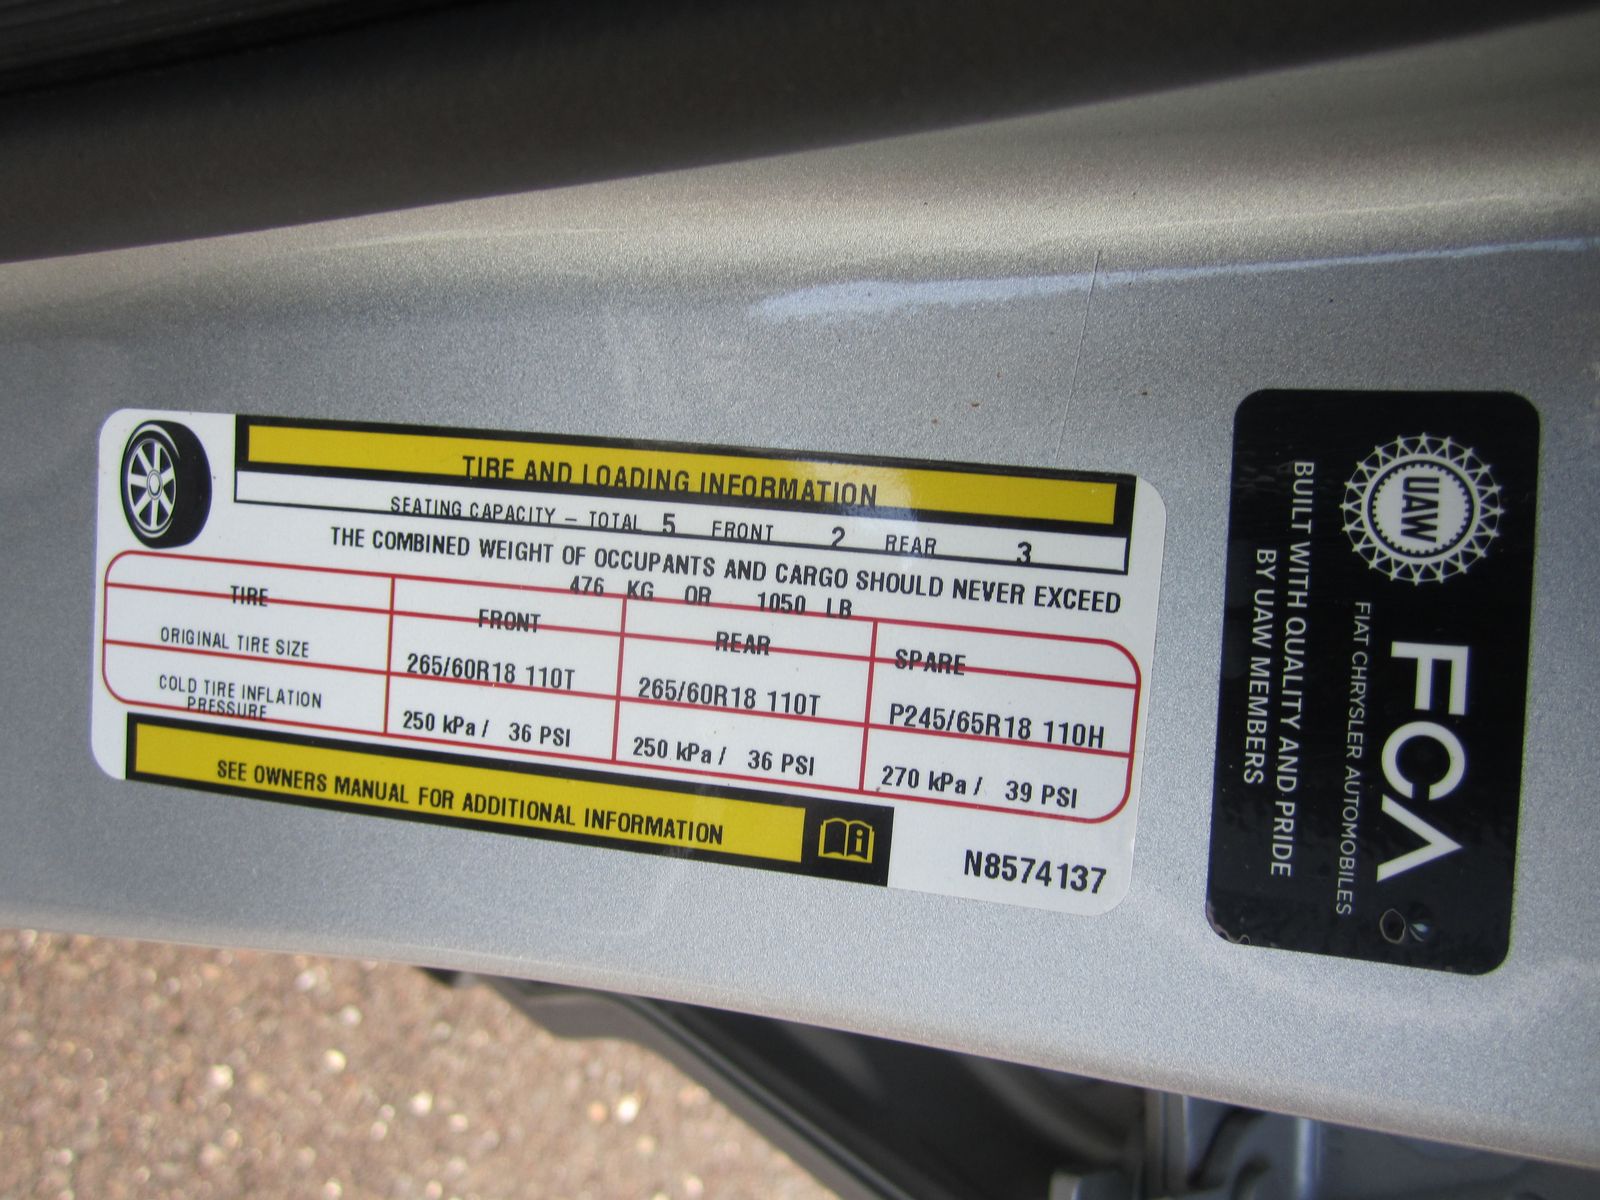 TIRE AND LOADING INFORMATION
SEATING CAPACITY – TOTAL 5 FRONT 2 REAR 3
THE COMBINED WEIGHT OF OCCUPANTS AND CARGO SHOULD NEVER EXCEED
476 KG OR 1050 LB
TIRE FRONT REAR SPARE
ORIGINAL TIRE SIZE 265/60R18 110T 265/60R18 110T P245/65R18 110H
COLD TIRE INFLATION PRESSURE 250 kPa / 36 PSI 250 kPa / 36 PSI 270 kPa / 39 PSI
SEE OWNERS MANUAL FOR ADDITIONAL INFORMATION
N8574137
UAW
FCA
FIAT CHRYSLER AUTOMOBILES
BUILT WITH QUALITY AND PRIDE
BY UAW MEMBERS